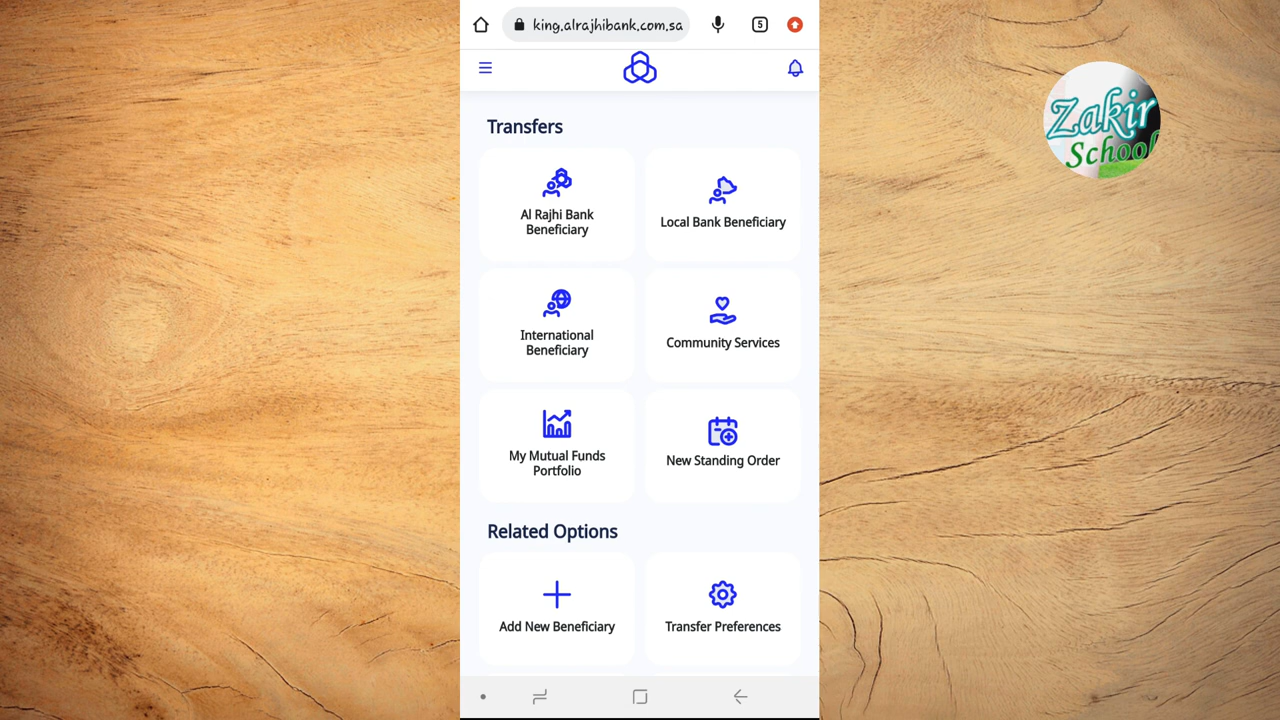 king.alrajhibank.com.sa
5
Transfers
Al Rajhi Bank
Beneficiary
Local Bank Beneficiary
International
Beneficiary
Community Services
My Mutual Funds
Portfolio
New Standing Order
Related Options
Add New Beneficiary
Transfer Preferences
Zakir
School